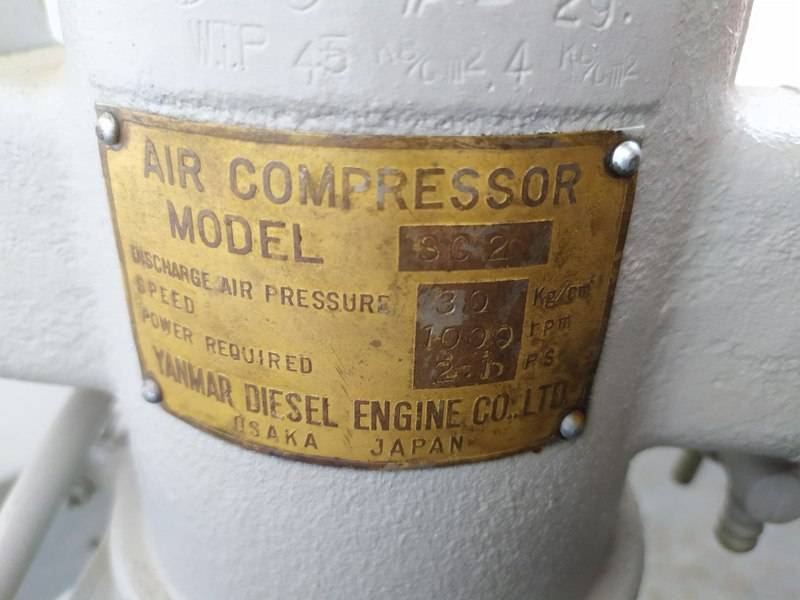 29.
W.T.P 45 KG/cm² 4 KG/cm²
AIR COMPRESSOR
MODEL SC2
DISCHARGE AIR PRESSURE 30 Kg/cm²
SPEED 1000 rpm
POWER REQUIRED PS
YANMAR DIESEL ENGINE CO., LTD.
OSAKA JAPAN